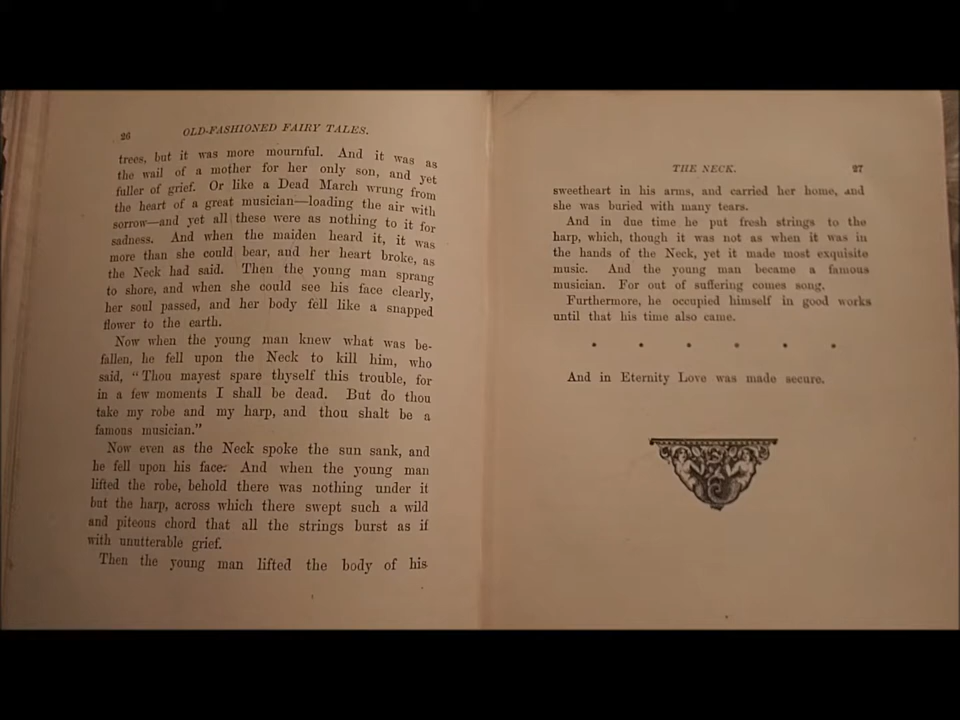 26
OLD-FASHIONED FAIRY TALES.
trees, but it was more mournful. And it was as
the wail of a mother for her only son, and yet
fuller of grief. Or like a Dead March wrung from
the heart of a great musician—loading the air with
sorrow—and yet all these were as nothing to it for
sadness. And when the maiden heard it, it was
more than she could bear, and her heart broke, as
the Neck had said. Then the young man sprang
to shore, and when she could see his face clearly,
her soul passed, and her body fell like a snapped
flower to the earth.
Now when the young man knew what was be-
fallen, he fell upon the Neck to kill him, who
said, "Thou mayest spare thyself this trouble, for
in a few moments I shall be dead. But do thou
take my robe and my harp, and thou shalt be a
famous musician."
Now even as the Neck spoke the sun sank, and
he fell upon his face. And when the young man
lifted the robe, behold there was nothing under it
but the harp, across which there swept such a wild
and piteous chord that all the strings burst as if
with unutterable grief.
Then the young man lifted the body of his
THE NECK.
27
sweetheart in his arms, and carried her home, and
she was buried with many tears.
And in due time he put fresh strings to the
harp, which, though it was not as when it was in
the hands of the Neck, yet it made most exquisite
music. And the young man became a famous
musician. For out of suffering comes song.
Furthermore, he occupied himself in good works
until that his time also came.
. . . . . .
And in Eternity Love was made secure.